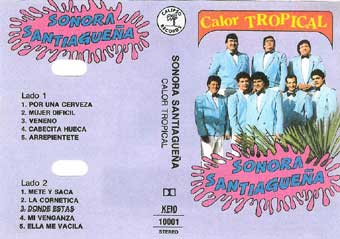 SONORA
SANTIAGUEÑA
Lado 1
1. POR UNA CERVEZA
2. MUJER DIFICIL
3. VENENO
4. CABECITA HUECA
5. ARREPIENTETE
Lado 2
1. METE Y SACA
2. LA CORNETICA
3. DONDE ESTAS
4. MI VENGANZA
5. ELLA ME VACILA
CALIPSO
RECORDS
SONORA SANTIAGUEÑA
CALOR TROPICAL
10001
STEREO
Calor TROPICAL
SONORA
SANTIAGUEÑA